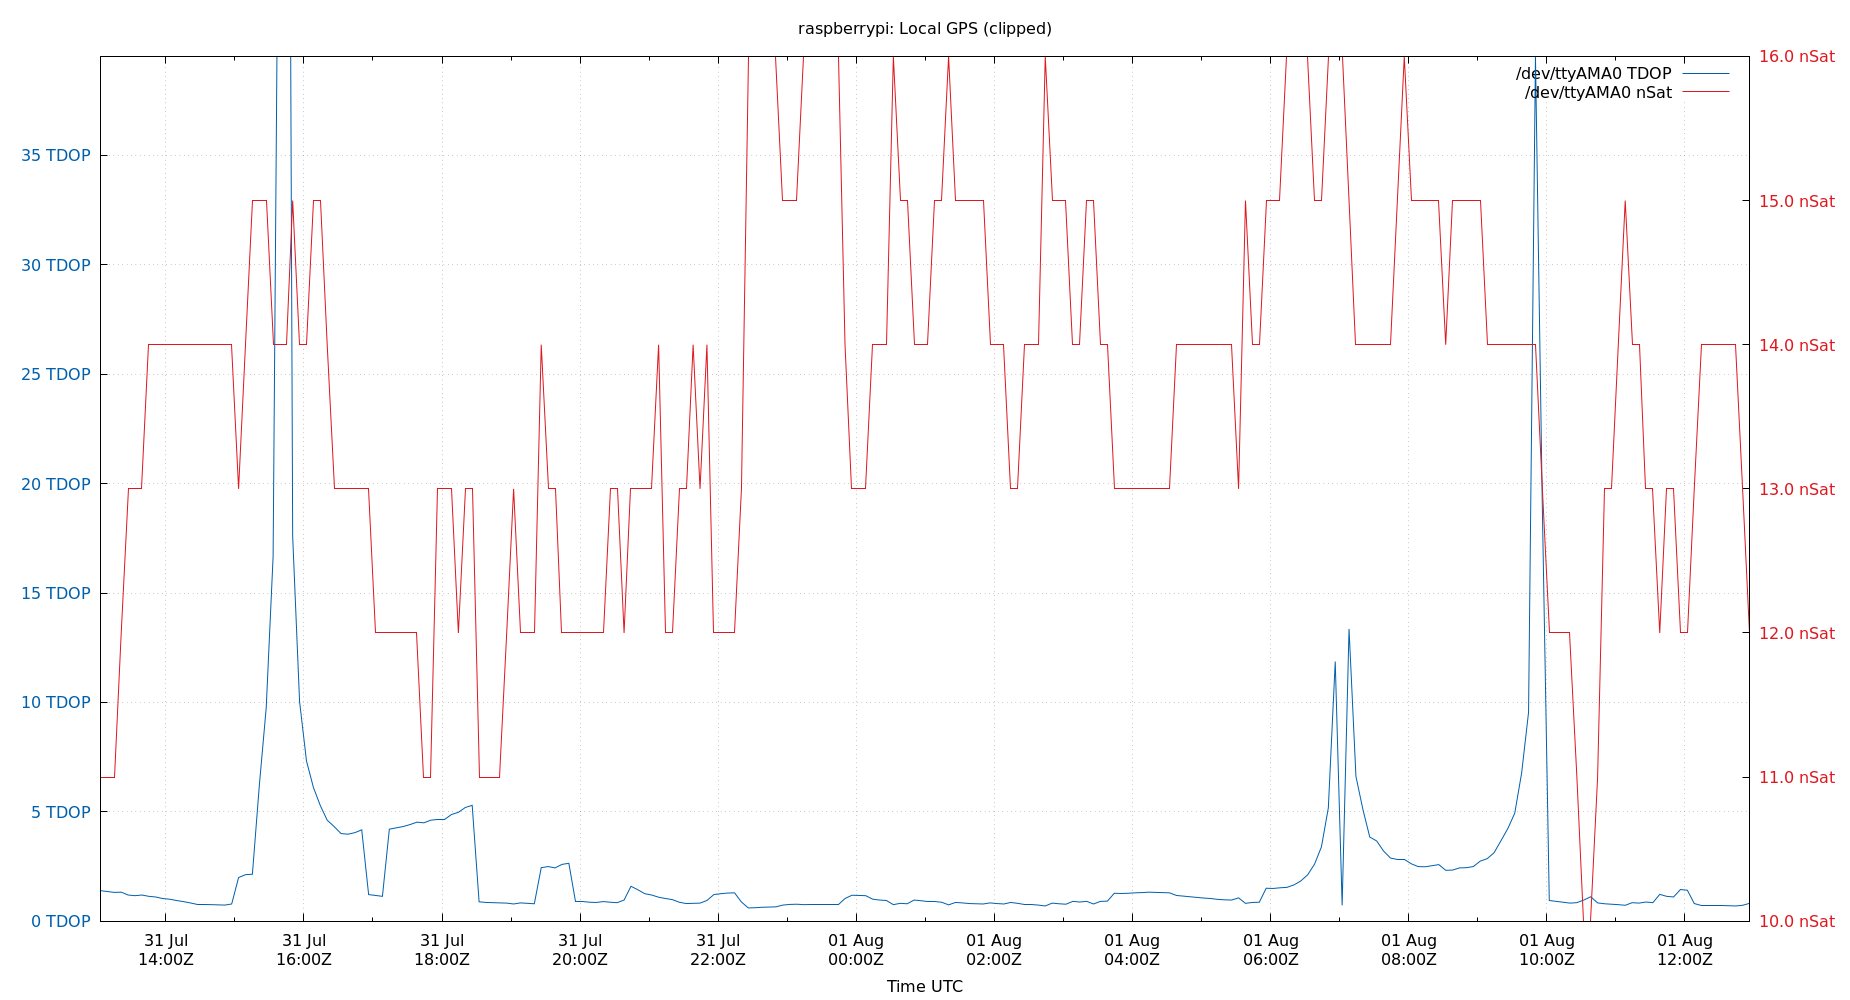 raspberrypi: Local GPS (clipped)
16.0 nSat
/dev/ttyAMA0 TDOP
/dev/ttyAMA0 nSat
35 TDOP
15.0 nSat
30 TDOP
14.0 nSat
25 TDOP
20 TDOP
13.0 nSat
15 TDOP
12.0 nSat
10 TDOP
11.0 nSat
5 TDOP
0 TDOP
10.0 nSat
31 Jul 31 Jul 31 Jul 31 Jul 31 Jul 01 Aug 01 Aug 01 Aug 01 Aug 01 Aug 01 Aug 01 Aug
14:00Z 16:00Z 18:00Z 20:00Z 22:00Z 00:00Z 02:00Z 04:00Z 06:00Z 08:00Z 10:00Z 12:00Z
Time UTC